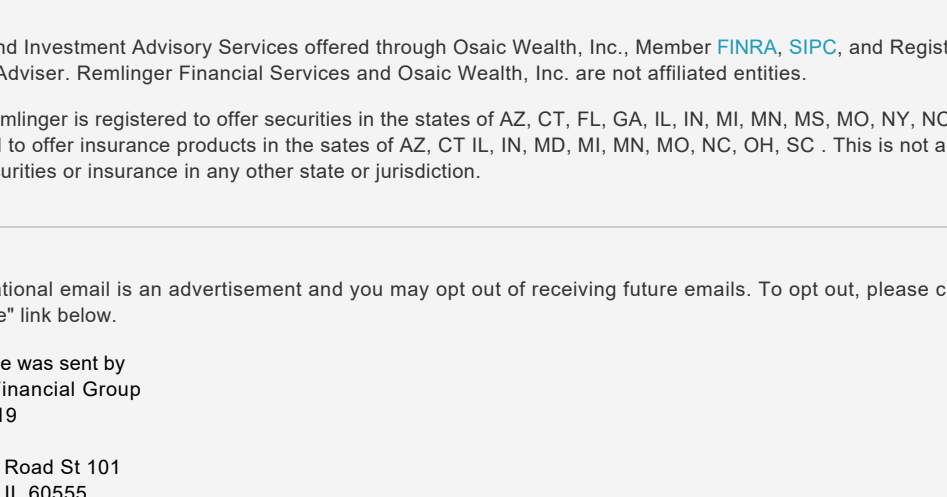 nd Investment Advisory Services offered through Osaic Wealth, Inc., Member FINRA, SIPC, and Regist
Adviser. Remlinger Financial Services and Osaic Wealth, Inc. are not affiliated entities.
mlinger is registered to offer securities in the states of AZ, CT, FL, GA, IL, IN, MI, MN, MS, MO, NY, NC
to offer insurance products in the sates of AZ, CT IL, IN, MD, MI, MN, MO, NC, OH, SC . This is not a
urities or insurance in any other state or jurisdiction.
ational email is an advertisement and you may opt out of receiving future emails. To opt out, please c
e" link below.
e was sent by
Financial Group
19
Road St 101
IL 60555